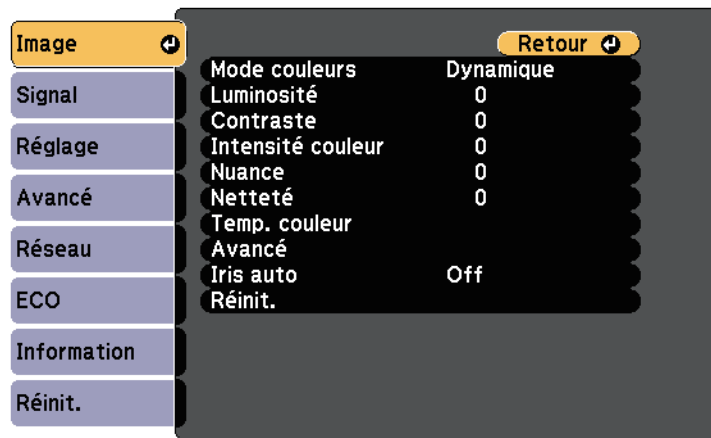 Image
Signal
Réglage
Avancé
Réseau
ECO
Information
Réinit.
Retour
Mode couleurs Dynamique
Luminosité 0
Contraste 0
Intensité couleur 0
Nuance 0
Netteté 0
Temp. couleur
Avancé
Iris auto Off
Réinit.